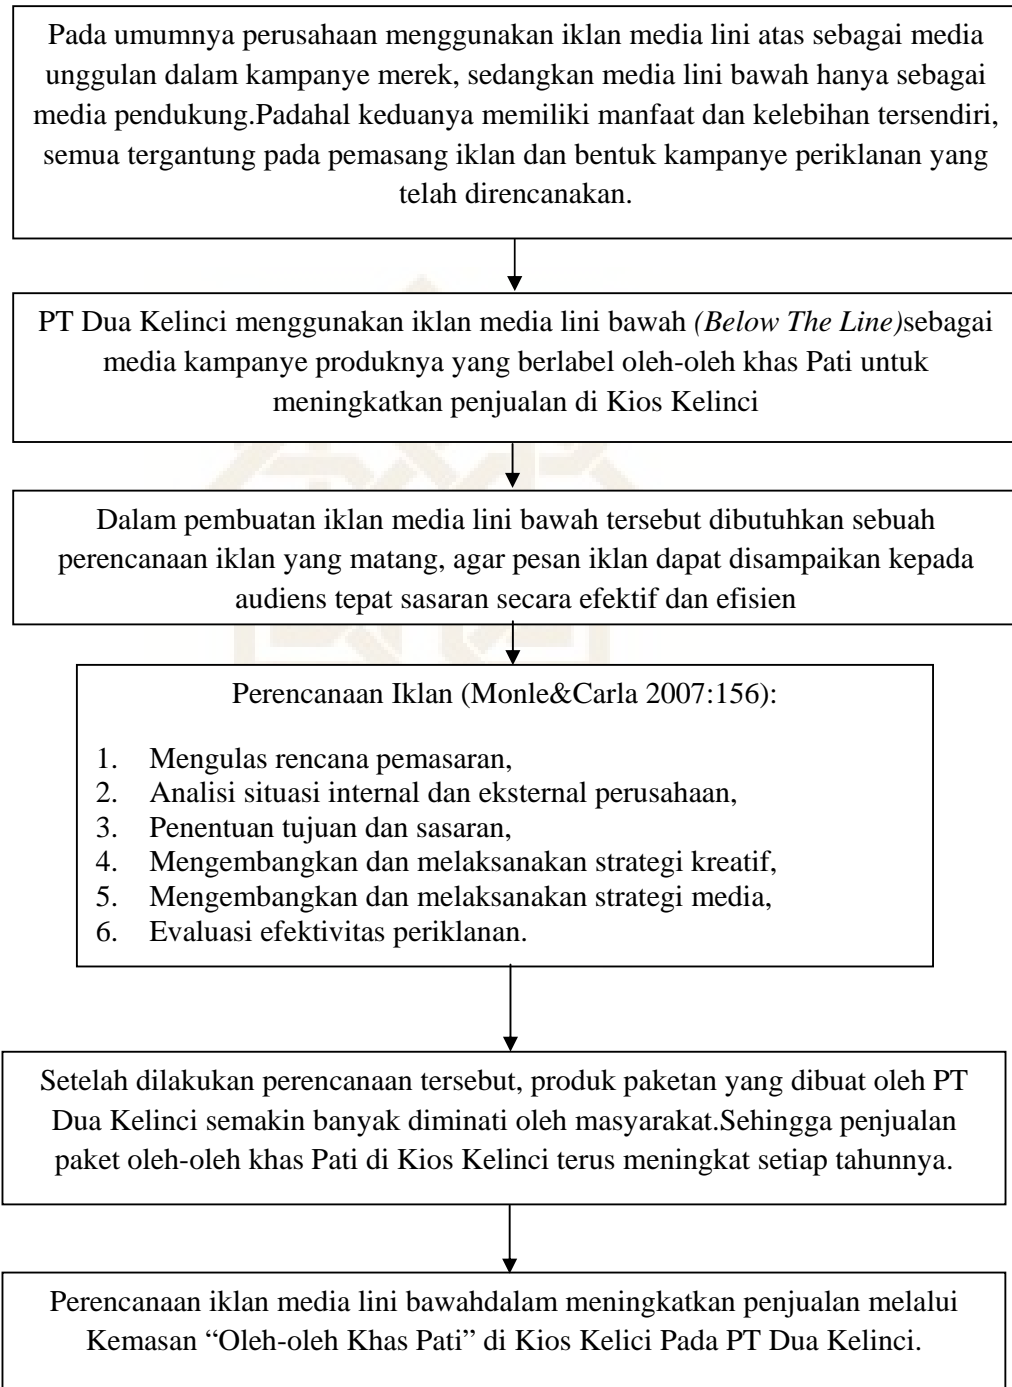 Pada umumnya perusahaan menggunakan iklan media lini atas sebagai media
unggulan dalam kampanye merek, sedangkan media lini bawah hanya sebagai
media pendukung.Padahal keduanya memiliki manfaat dan kelebihan tersendiri,
semua tergantung pada pemasang iklan dan bentuk kampanye periklanan yang
telah direncanakan.
PT Dua Kelinci menggunakan iklan media lini bawah (Below The Line)sebagai
media kampanye produknya yang berlabel oleh-oleh khas Pati untuk
meningkatkan penjualan di Kios Kelinci
Dalam pembuatan iklan media lini bawah tersebut dibutuhkan sebuah
perencanaan iklan yang matang, agar pesan iklan dapat disampaikan kepada
audiens tepat sasaran secara efektif dan efisien
Perencanaan Iklan (Monle&Carla 2007:156):
1. Mengulas rencana pemasaran,
2. Analisi situasi internal dan eksternal perusahaan,
3. Penentuan tujuan dan sasaran,
4. Mengembangkan dan melaksanakan strategi kreatif,
5. Mengembangkan dan melaksanakan strategi media,
6. Evaluasi efektivitas periklanan.
Setelah dilakukan perencanaan tersebut, produk paketan yang dibuat oleh PT
Dua Kelinci semakin banyak diminati oleh masyarakat.Sehingga penjualan
paket oleh-oleh khas Pati di Kios Kelinci terus meningkat setiap tahunnya.
Perencanaan iklan media lini bawahdalam meningkatkan penjualan melalui
Kemasan “Oleh-oleh Khas Pati” di Kios Kelici Pada PT Dua Kelinci.